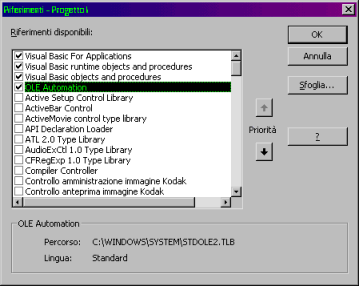 Riferimenti - Progetto1
Riferimenti disponibili:
Visual Basic For Applications
Visual Basic runtime objects and procedures
Visual Basic objects and procedures
OLE Automation
Active Setup Control Library
ActiveBar Control
ActiveMovie control type library
API Declaration Loader
ATL 2.0 Type Library
AudioExCtl 1.0 Type Library
CFRegExp 1.0 Type Library
Compiler Controller
Controllo amministrazione immagine Kodak
Controllo anteprima immagine Kodak
Priorità
OK
Annulla
Sfoglia...
?
OLE Automation
Percorso: C:\WINDOWS\SYSTEM\STDOLE2.TLB
Lingua: Standard